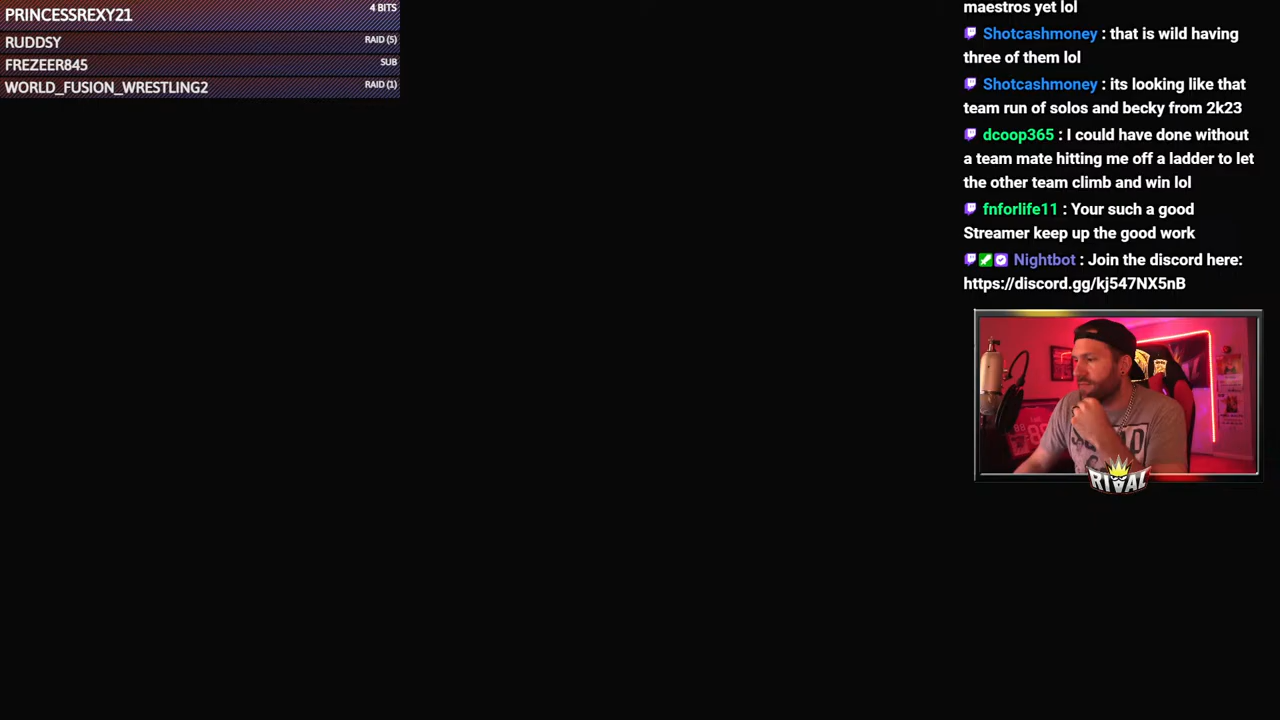 PRINCESSREXY21 4 BITS
RUDDSY RAID (5)
FREZEER845 SUB
WORLD_FUSION_WRESTLING2 RAID (1)
maestros yet lol
Shotcashmoney : that is wild having
three of them lol
Shotcashmoney : its looking like that
team run of solos and becky from 2k23
dcoop365 : I could have done without
a team mate hitting me off a ladder to let
the other team climb and win lol
fnforlife11 : Your such a good
Streamer keep up the good work
Nightbot : Join the discord here:
https://discord.gg/kj547NX5nB
RIVAL